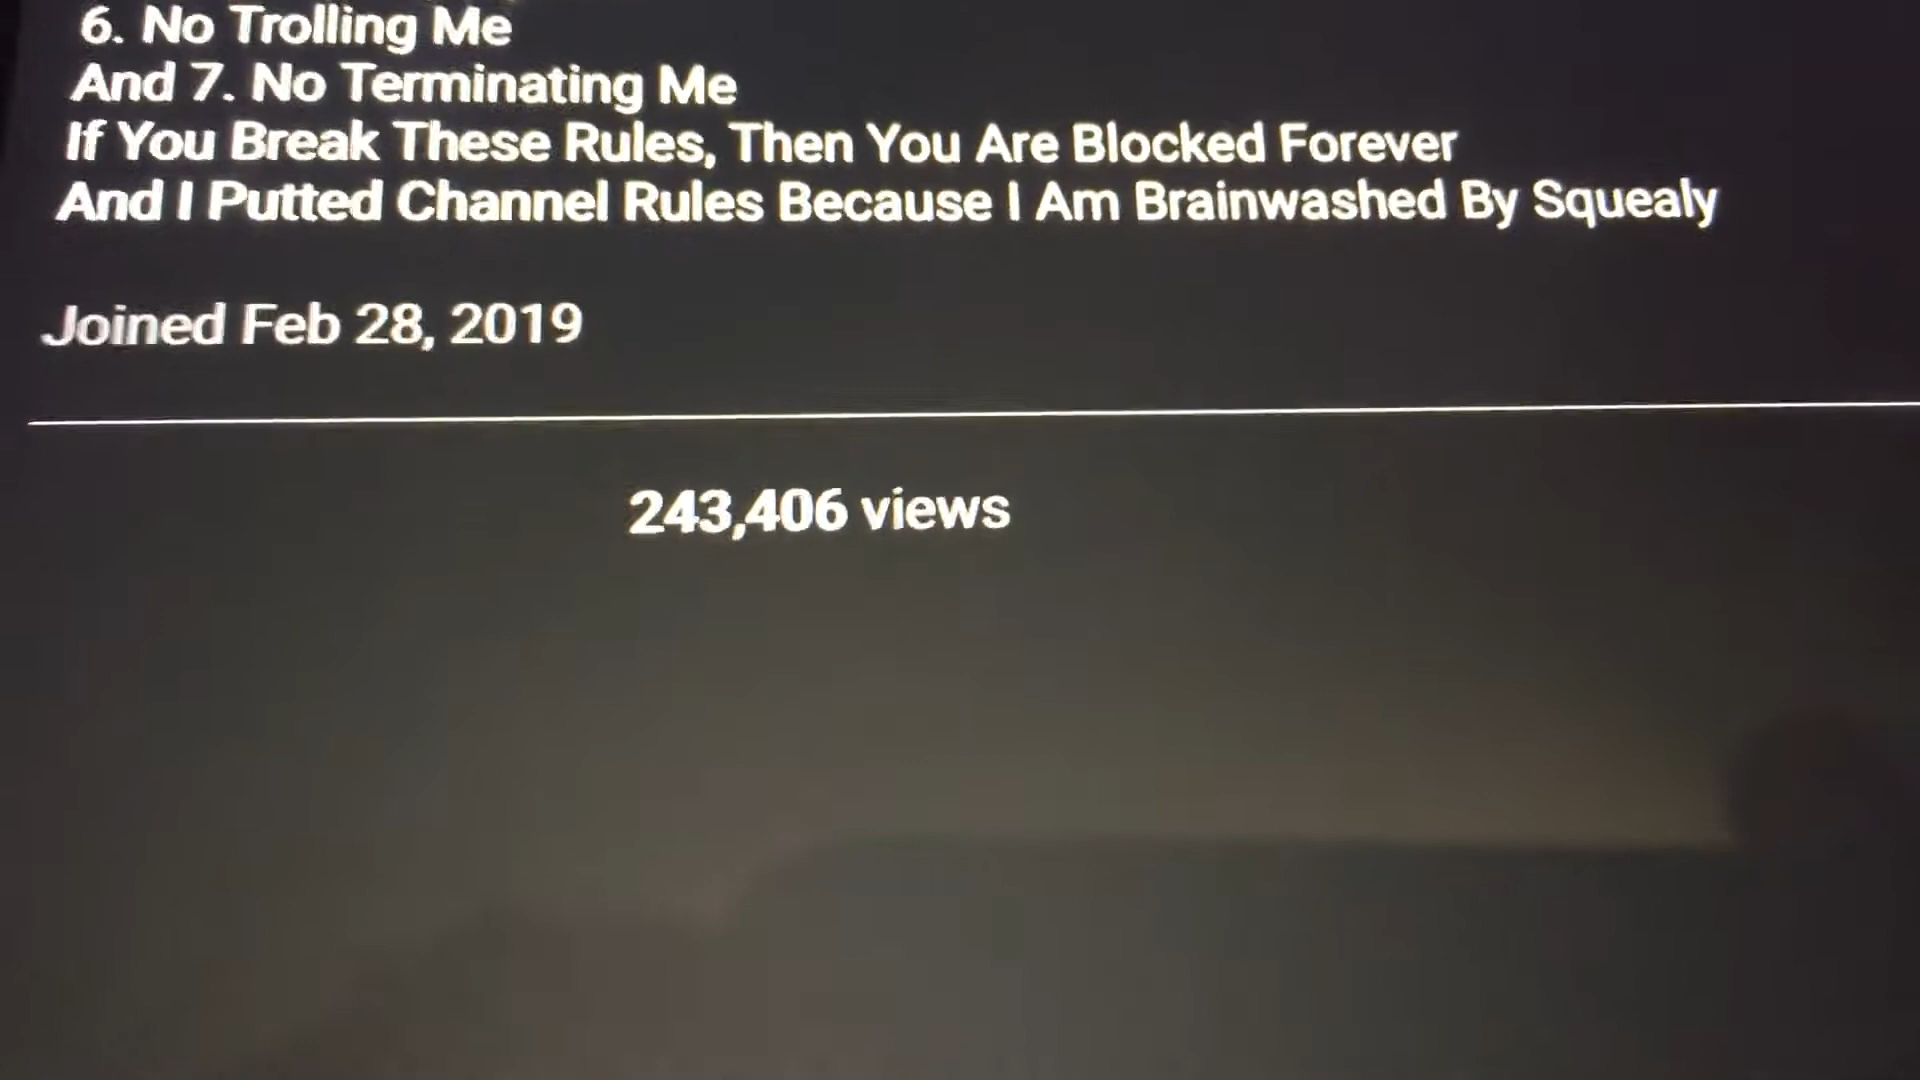 6. No Trolling Me
And 7. No Terminating Me
If You Break These Rules, Then You Are Blocked Forever
And I Putted Channel Rules Because I Am Brainwashed By Squealy
Joined Feb 28, 2019
243,406 views